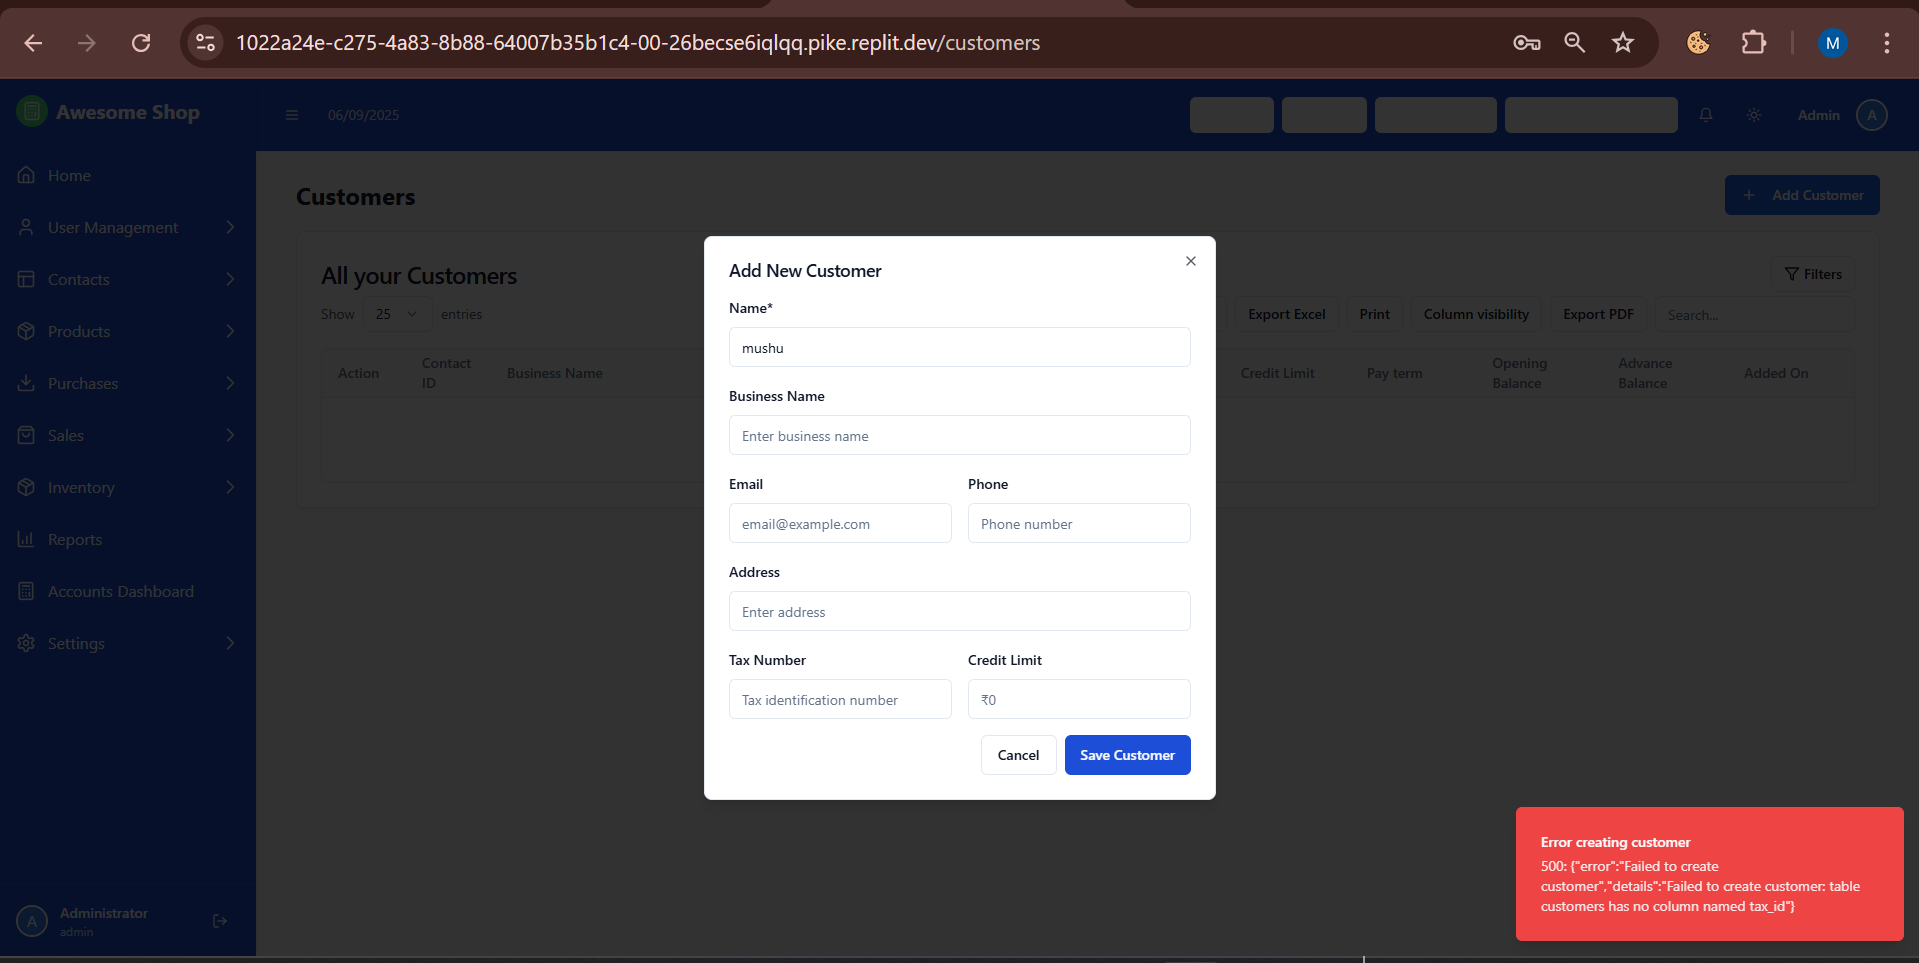 1022a24e-c275-4a83-8b88-64007b35b1c4-00-26becse6iqlqq.pike.replit.dev/customers
M
Awesome Shop
06/09/2025
Admin
A
Home
User Management
Contacts
Products
Purchases
Sales
Inventory
Reports
Accounts Dashboard
Settings
A
Administrator
admin
Customers
+ Add Customer
All your Customers
Filters
Show 25 entries
Export Excel
Print
Column visibility
Export PDF
Search...
Action
Contact
ID
Business Name
Credit Limit
Pay term
Opening
Balance
Advance
Balance
Added On
Add New Customer
Name*
mushu
Business Name
Enter business name
Email
Phone
email@example.com
Phone number
Address
Enter address
Tax Number
Credit Limit
Tax identification number
₹0
Cancel
Save Customer
Error creating customer
500: {"error":"Failed to create
customer","details":"Failed to create customer: table
customers has no column named tax_id"}